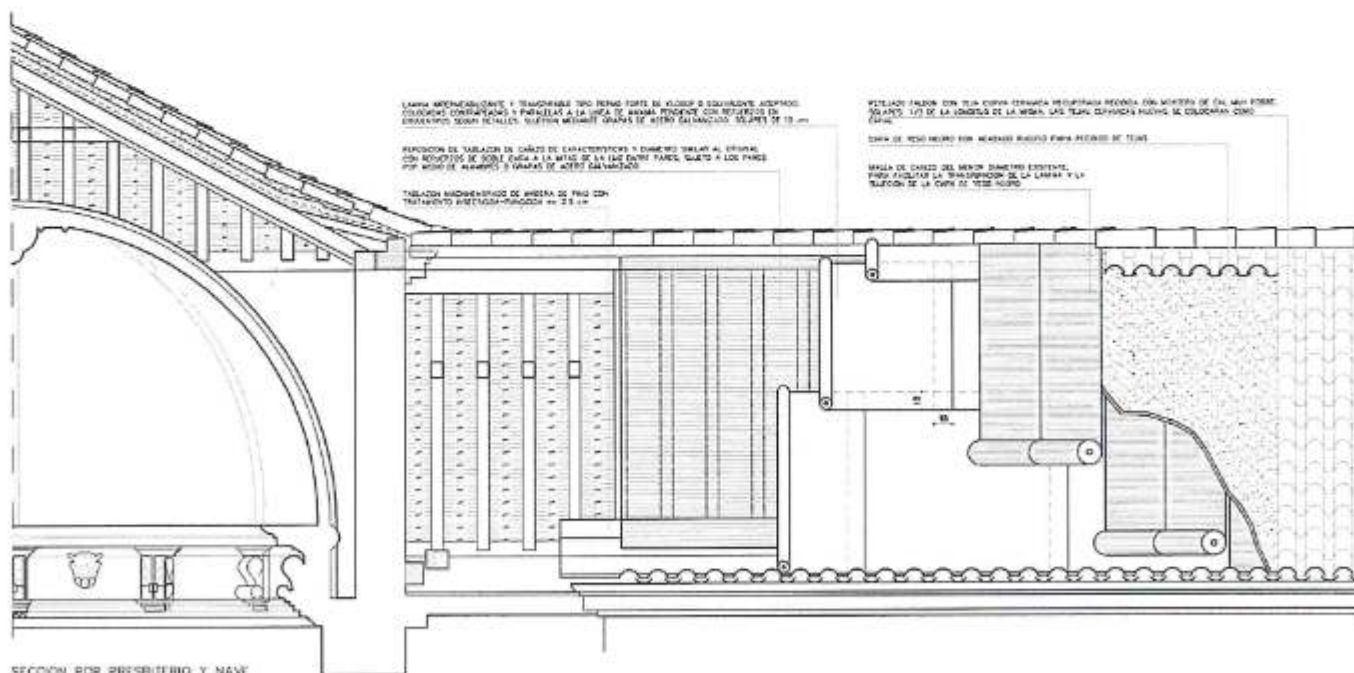 LAMINA IMPERMEABILIZANTE Y TRANSPIRABLE TIPO PERMO FORTE DE KLOBER O EQUIVALENTE ACEPTADO,
COLOCADAS CONTRAPEADAS Y PARALELAS A LA LINEA DE MAXIMA PENDIENTE CON REFUERZOS EN
ENCUENTROS SEGUN DETALLES. SUJETION MEDIANTE GRAPAS DE ACERO GALVANIZADO. SOLAPES DE 10 cm
REPOSICION DE TABLAZON DE CAÑIZO DE CARACTERISTICAS Y DIAMETRO SIMILAR AL ORIGINAL
CON REFUERZOS DE DOBLE CAÑA A LA MITAD DE LA LUZ ENTRE PARES, SUJETO A LOS PARES
POR MEDIO DE ALAMBRES O GRAPAS DE ACERO GALVANIZADO
TABLAZON MACHIHEMBRADO DE MADERA DE PINO CON
TRATAMIENTO INSECTICIDA-FUNGICIDA 2.5 cm
RETEJADO FALDON CON TEJA CURVA CERAMICA RECUPERADA RECIBIDA CON MORTERO DE CAL MUY POBRE.
SOLAPES 1/3 DE LA LONGITUD DE LA MISMA. LAS TEJAS CERAMICAS NUEVAS SE COLOCARAN COMO
CANAL
CAPA DE YESO NEGRO CON ACABADO RUGOSO PARA RECIBIDO DE TEJAS
MALLA DE CAÑIZO DEL MENOR DIAMETRO EXISTENTE,
PARA FACILITAR LA TRANSPIRACION DE LA LAMINA Y LA
SUJECION DE LA CAPA DE YESO NEGRO
10
10
SECCION POR PRESBITERIO Y NAVE